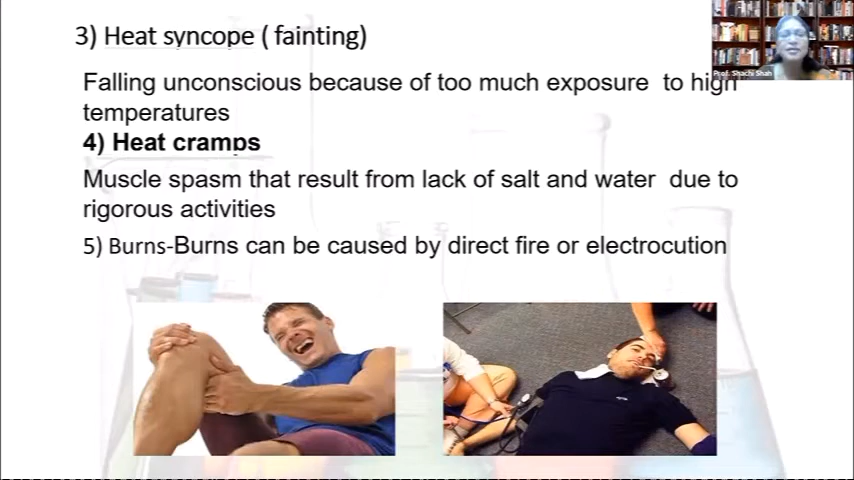 3) Heat syncope ( fainting)
Prof. Shachi Shah
Falling unconscious because of too much exposure  to high
temperatures
4) Heat cramps
Muscle spasm that result from lack of salt and water  due to
rigorous activities
5) Burns-Burns can be caused by direct fire or electrocution